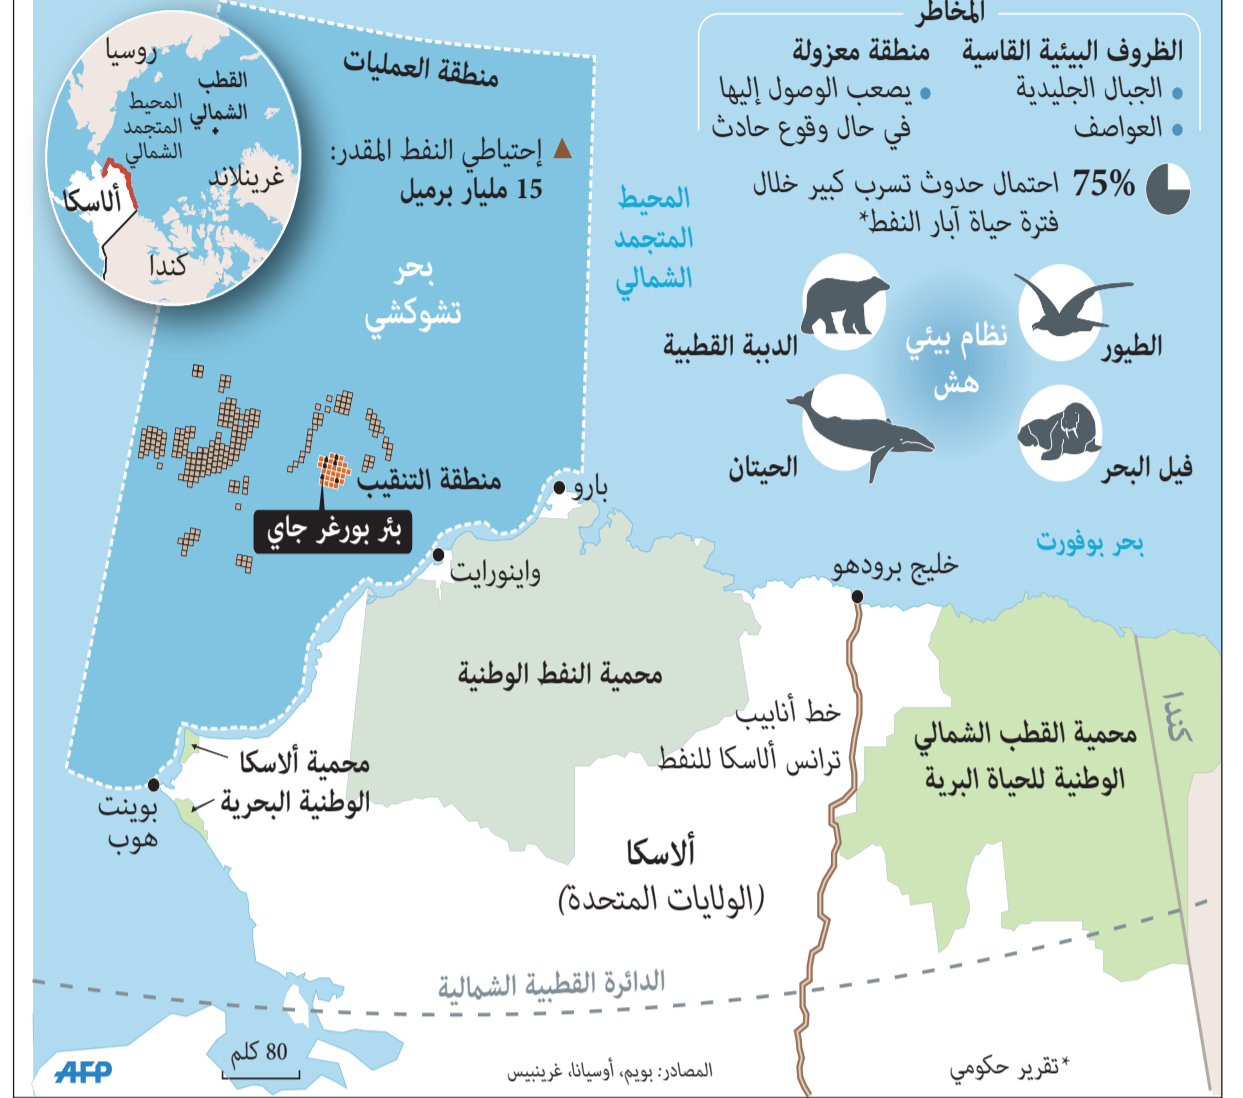 المخاطر
الظروف البيئية القاسية
الجبال الجليدية
العواصف
منطقة معزولة
يصعب الوصول إليها
في حال وقوع حادث
75% احتمال حدوث تسرب كبير خلال
فترة حياة آبار النفط*
نظام بيئي
هش
الطيور
الدببة القطبية
فيل البحر
الحيتان
روسيا
القطب
الشمالي
المحيط
المتجمد
الشمالي
غرينلاند
ألاسكا
كندا
منطقة العمليات
إحتياطي النفط المقدر:
15 مليار برميل
المحيط
المتجمد
الشمالي
بحر
تشوكشي
منطقة التنقيب
بئر بورغر جاي
بارو
واينورايت
بحر بوفورت
خليج برودهو
محمية النفط الوطنية
خط أنابيب
ترانس ألاسكا للنفط
محمية القطب الشمالي
الوطنية للحياة البرية
كندا
محمية ألاسكا
الوطنية البحرية
بوينت
هوب
ألاسكا
(الولايات المتحدة)
الدائرة القطبية الشمالية
80 كلم
*تقرير حكومي
المصادر: بويم، أوسيانا، غرينبيس
AFP